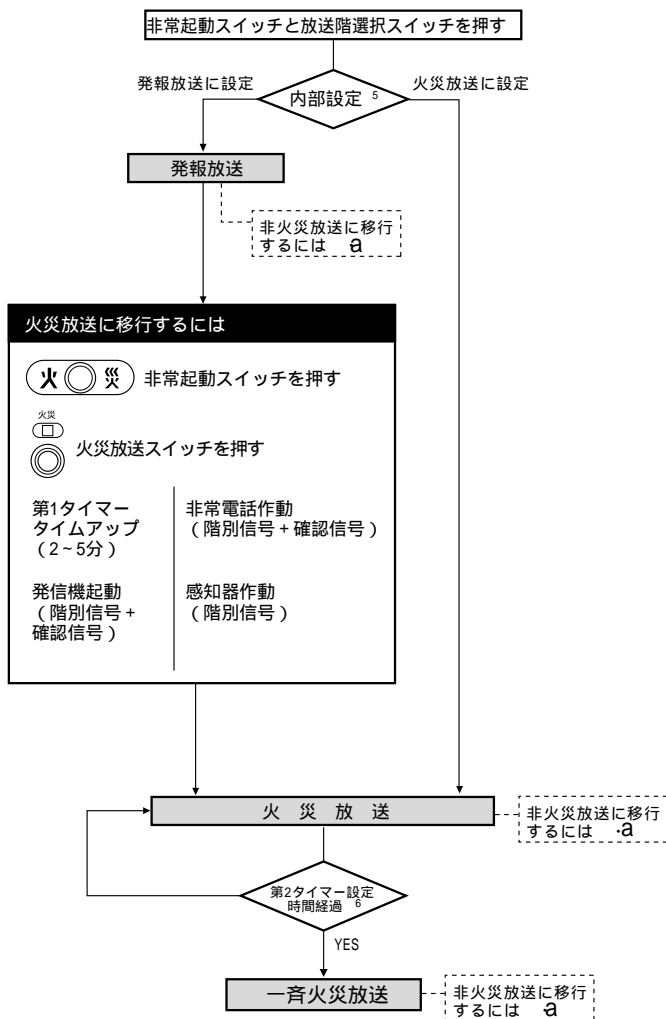 非常起動スイッチと放送階選択スイッチを押す
発報放送に設定
火災放送に設定
内部設定 5
発報放送
非火災放送に移行
するには a
火災放送に移行するには
火 災 非常起動スイッチを押す
火災
火災放送スイッチを押す
第1タイマー
タイムアップ
（2~5分）
非常電話作動
（階別信号+確認信号）
発信機起動
（階別信号+
確認信号）
感知器作動
（階別信号）
火 災 放 送
非火災放送に移行
するには ·a
第2タイマー設定
時間経過 6
YES
一斉火災放送
非火災放送に移行
するには a